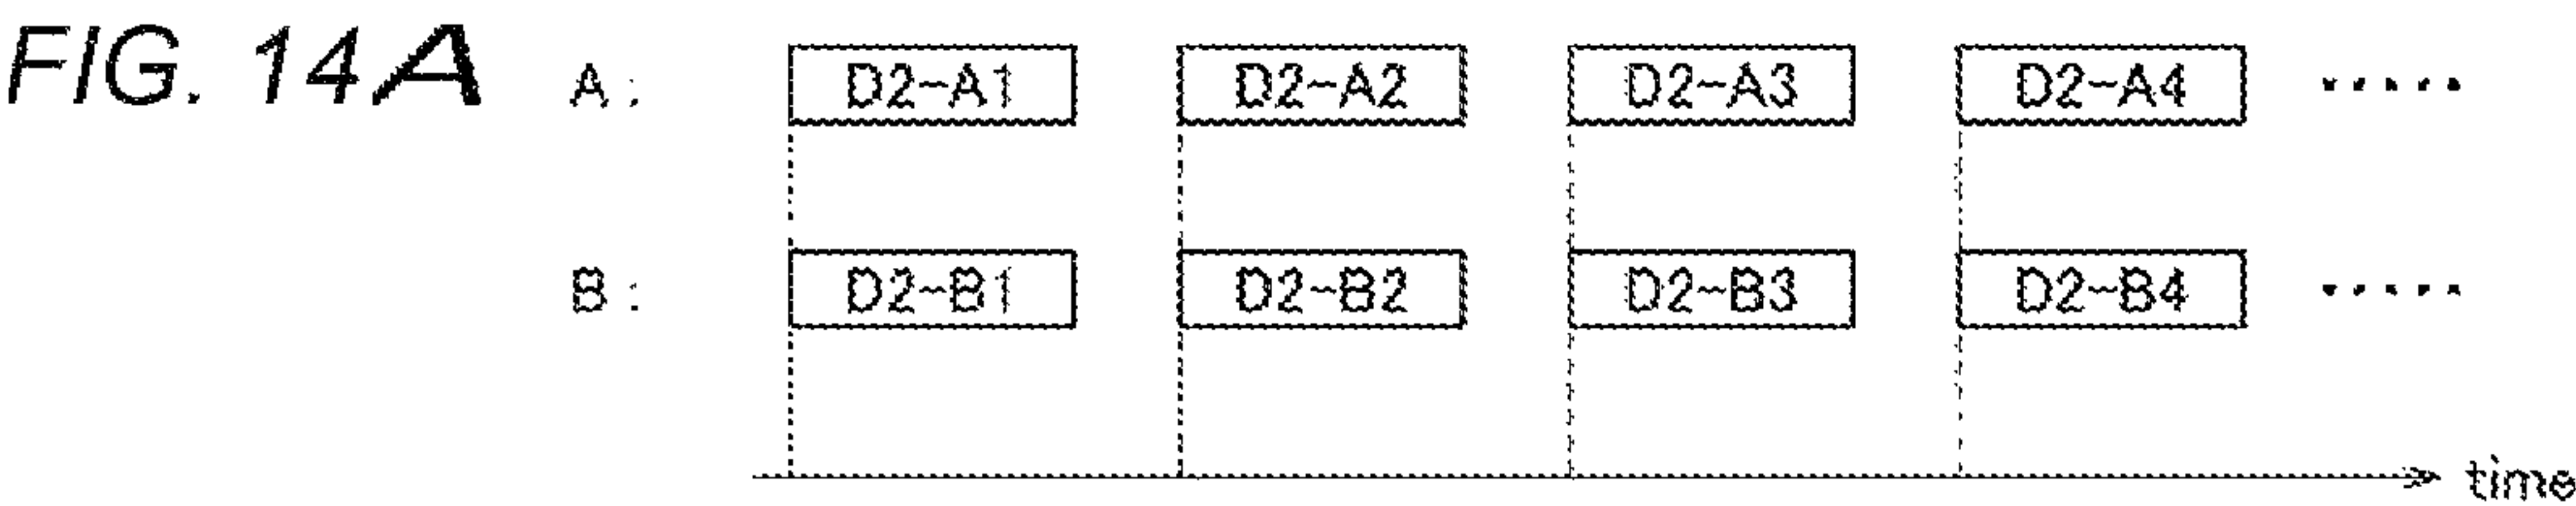 FIG. 14A
A: D2-A1 D2-A2 D2-A3 D2-A4 .....
B: D2-B1 D2-B2 D2-B3 D2-B4 .....
time